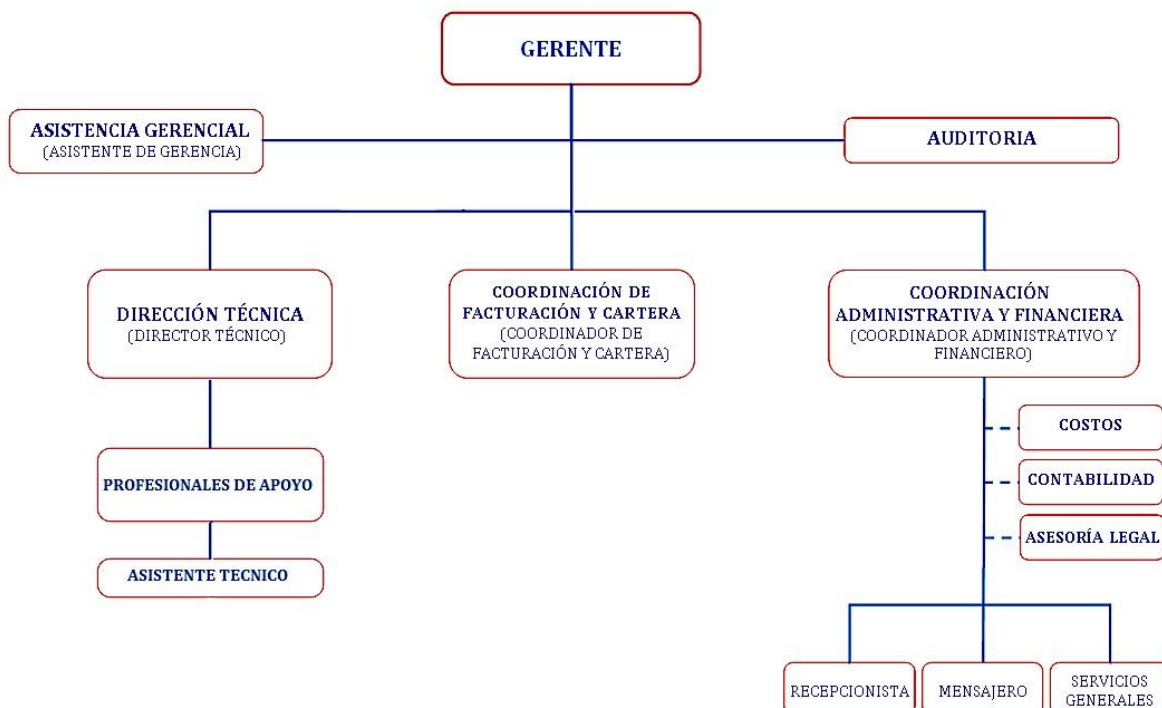 GERENTE
ASISTENCIA GERENCIAL
(ASISTENTE DE GERENCIA)
AUDITORIA
DIRECCIÓN TÉCNICA
(DIRECTOR TÉCNICO)
COORDINACIÓN DE
FACTURACIÓN Y CARTERA
(COORDINADOR DE
FACTURACIÓN Y CARTERA)
COORDINACIÓN
ADMINISTRATIVA Y FINANCIERA
(COORDINADOR ADMINISTRATIVO Y
FINANCIERO)
COSTOS
PROFESIONALES DE APOYO
CONTABILIDAD
ASESORÍA LEGAL
ASISTENTE TECNICO
RECEPCIONISTA
MENSAJERO
SERVICIOS
GENERALES